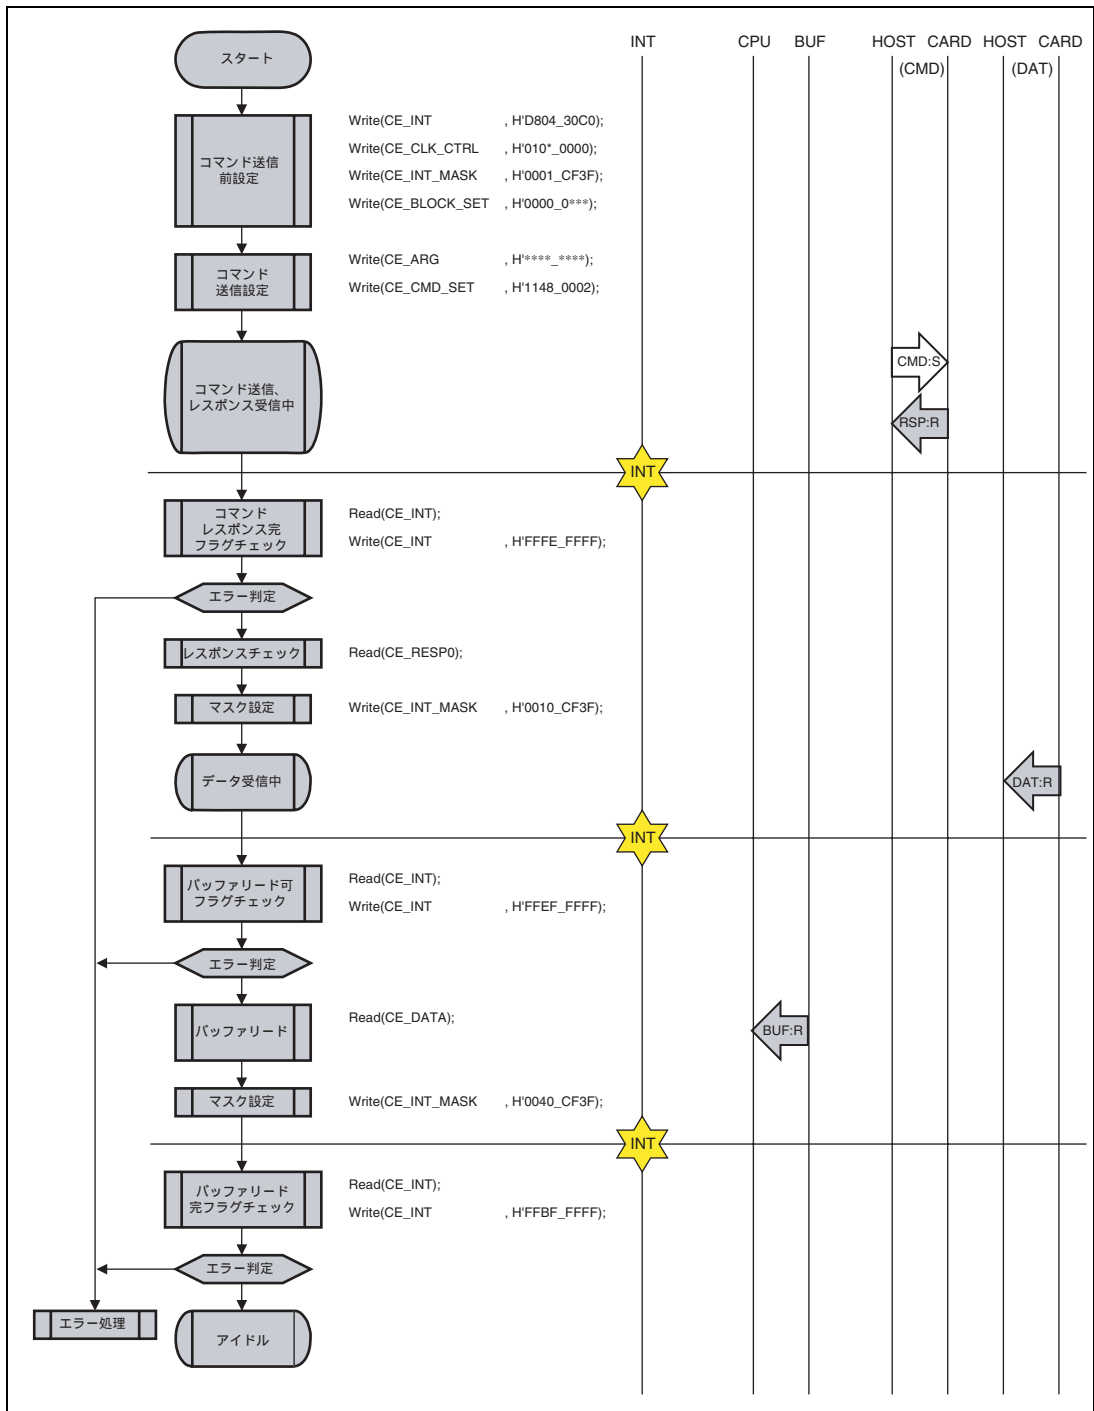 INT CPU BUF HOST CARD HOST CARD
(CMD) (DAT)
スタート
コマンド送信
前設定
Write(CE_INT , H'D804_30C0);
Write(CE_CLK_CTRL , H'010*_0000);
Write(CE_INT_MASK , H'0001_CF3F);
Write(CE_BLOCK_SET , H'0000_0***);
コマンド
送信設定
Write(CE_ARG , H'****_****);
Write(CE_CMD_SET , H'1148_0002);
コマンド送信、
レスポンス受信中
CMD:S
RSP:R
INT
コマンド
レスポンス完
フラグチェック
Read(CE_INT);
Write(CE_INT , H'FFFE_FFFF);
エラー判定
レスポンスチェック
Read(CE_RESP0);
マスク設定
Write(CE_INT_MASK , H'0010_CF3F);
データ受信中
DAT:R
INT
バッファリード可
フラグチェック
Read(CE_INT);
Write(CE_INT , H'FFEF_FFFF);
エラー判定
バッファリード
Read(CE_DATA);
BUF:R
マスク設定
Write(CE_INT_MASK , H'0040_CF3F);
INT
バッファリード
完フラグチェック
Read(CE_INT);
Write(CE_INT , H'FFBF_FFFF);
エラー判定
エラー処理
アイドル